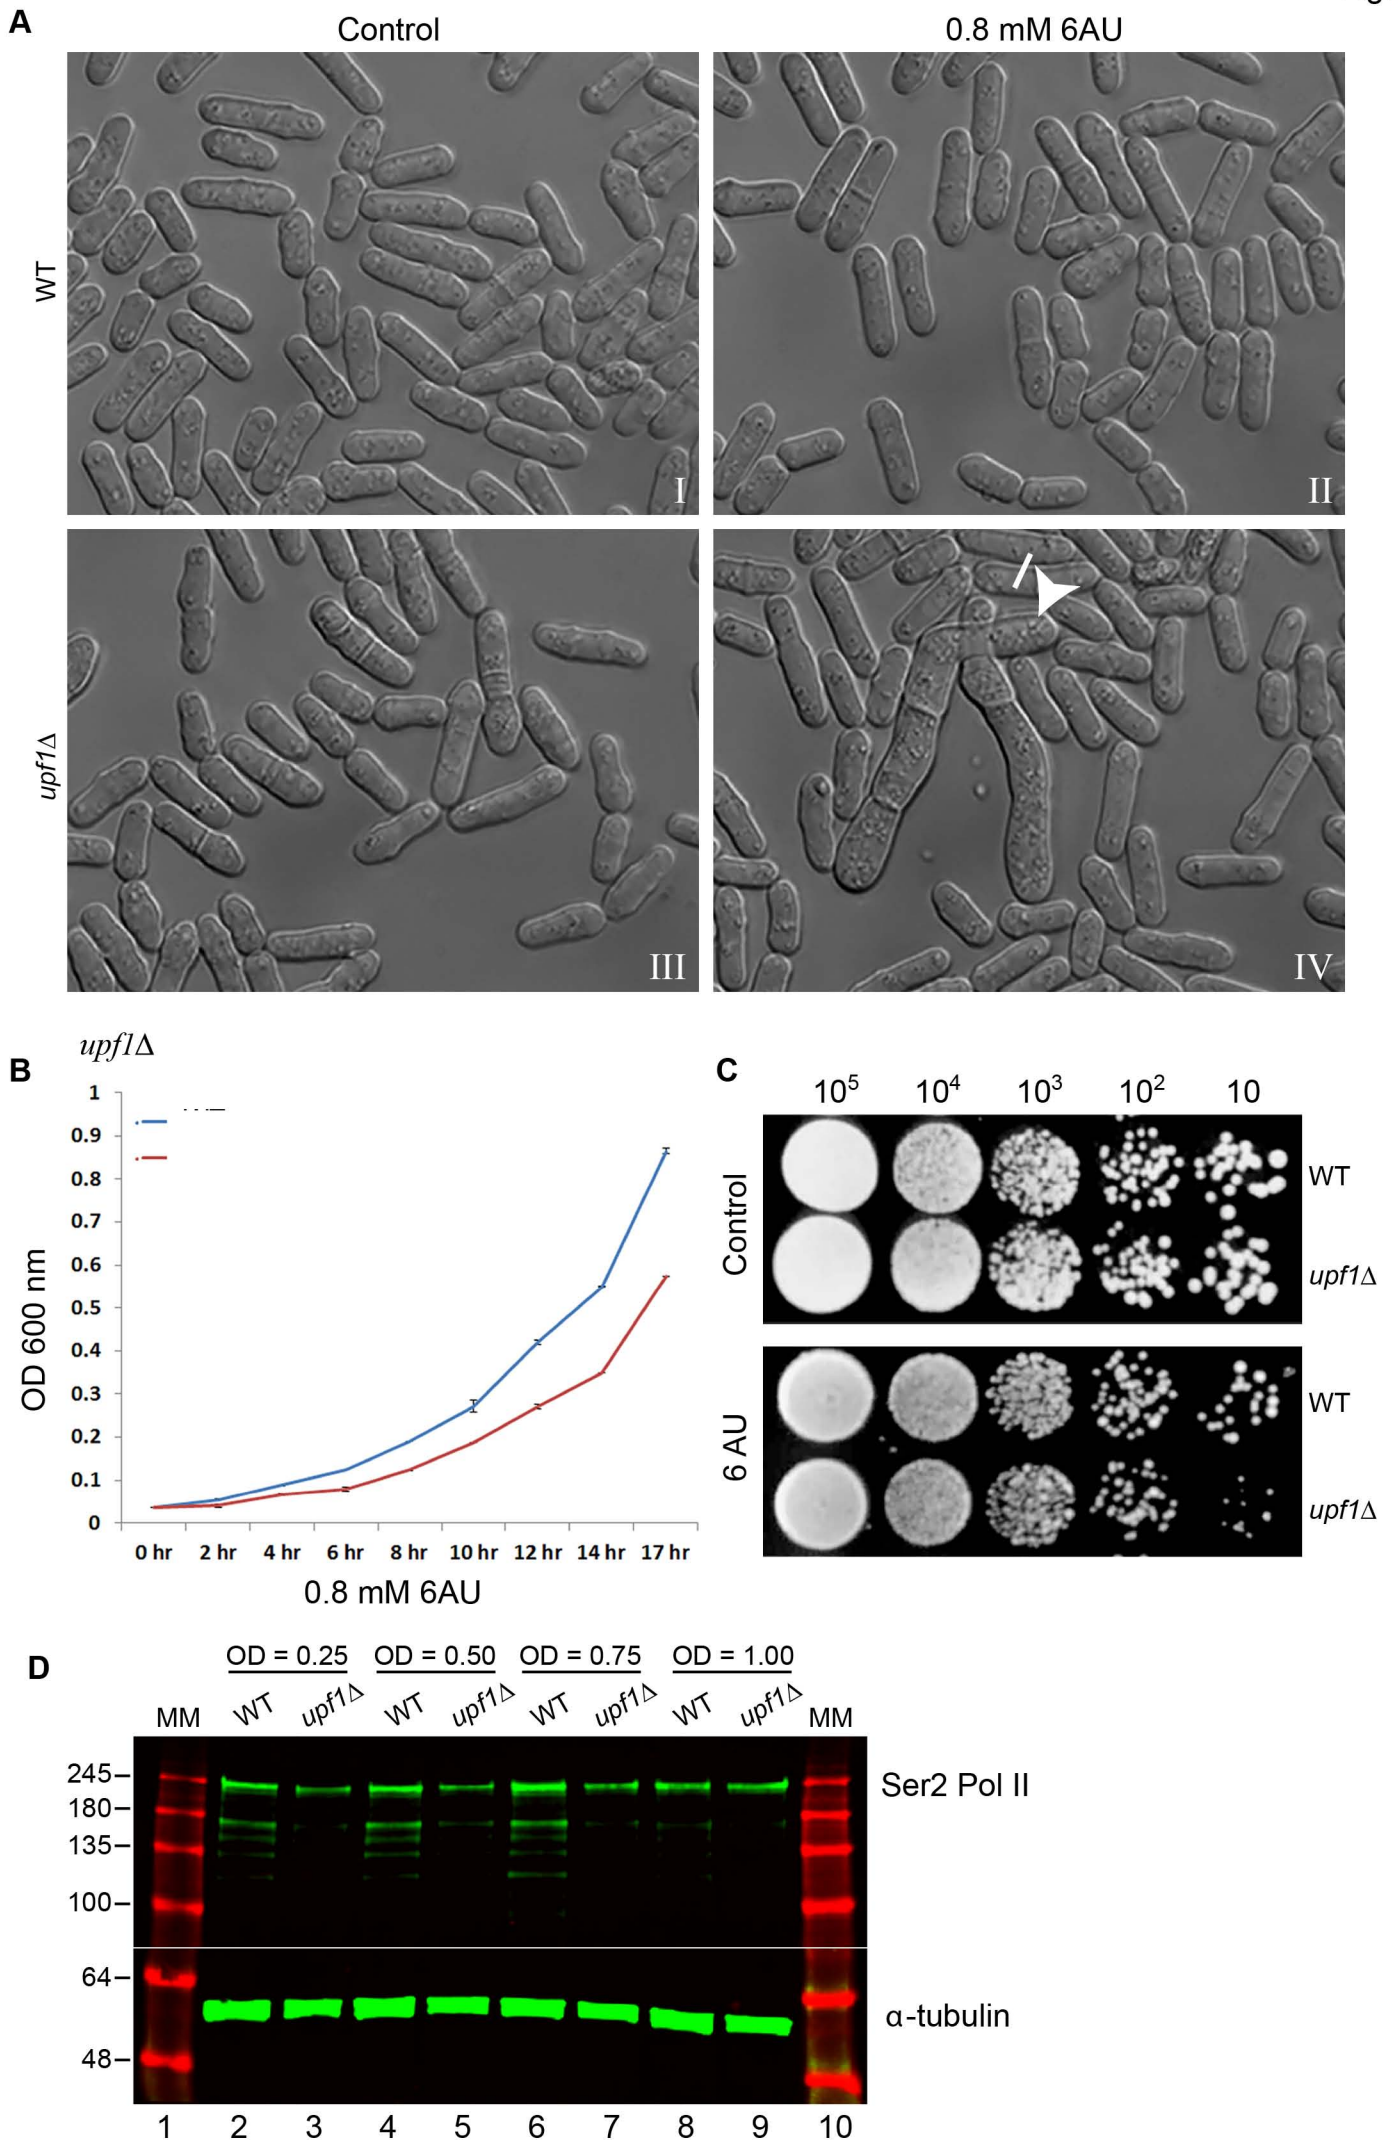 A
Control
0.8 mM 6AU
WT
I
II
upf1Δ
III
IV
upf1Δ
B
1
0.9
0.8
0.7
0.6
0.5
0.4
0.3
0.2
0.1
0
OD 600 nm
0 hr 2 hr 4 hr 6 hr 8 hr 10 hr 12 hr 14 hr 17 hr
0.8 mM 6AU
C
10⁵ 10⁴ 10³ 10² 10
Control
WT
upf1Δ
6 AU
WT
upf1Δ
D
OD = 0.25 OD = 0.50 OD = 0.75 OD = 1.00
MM WT upf1Δ WT upf1Δ WT upf1Δ WT upf1Δ MM
245
180
135
100
64
48
Ser2 Pol II
α-tubulin
1 2 3 4 5 6 7 8 9 10